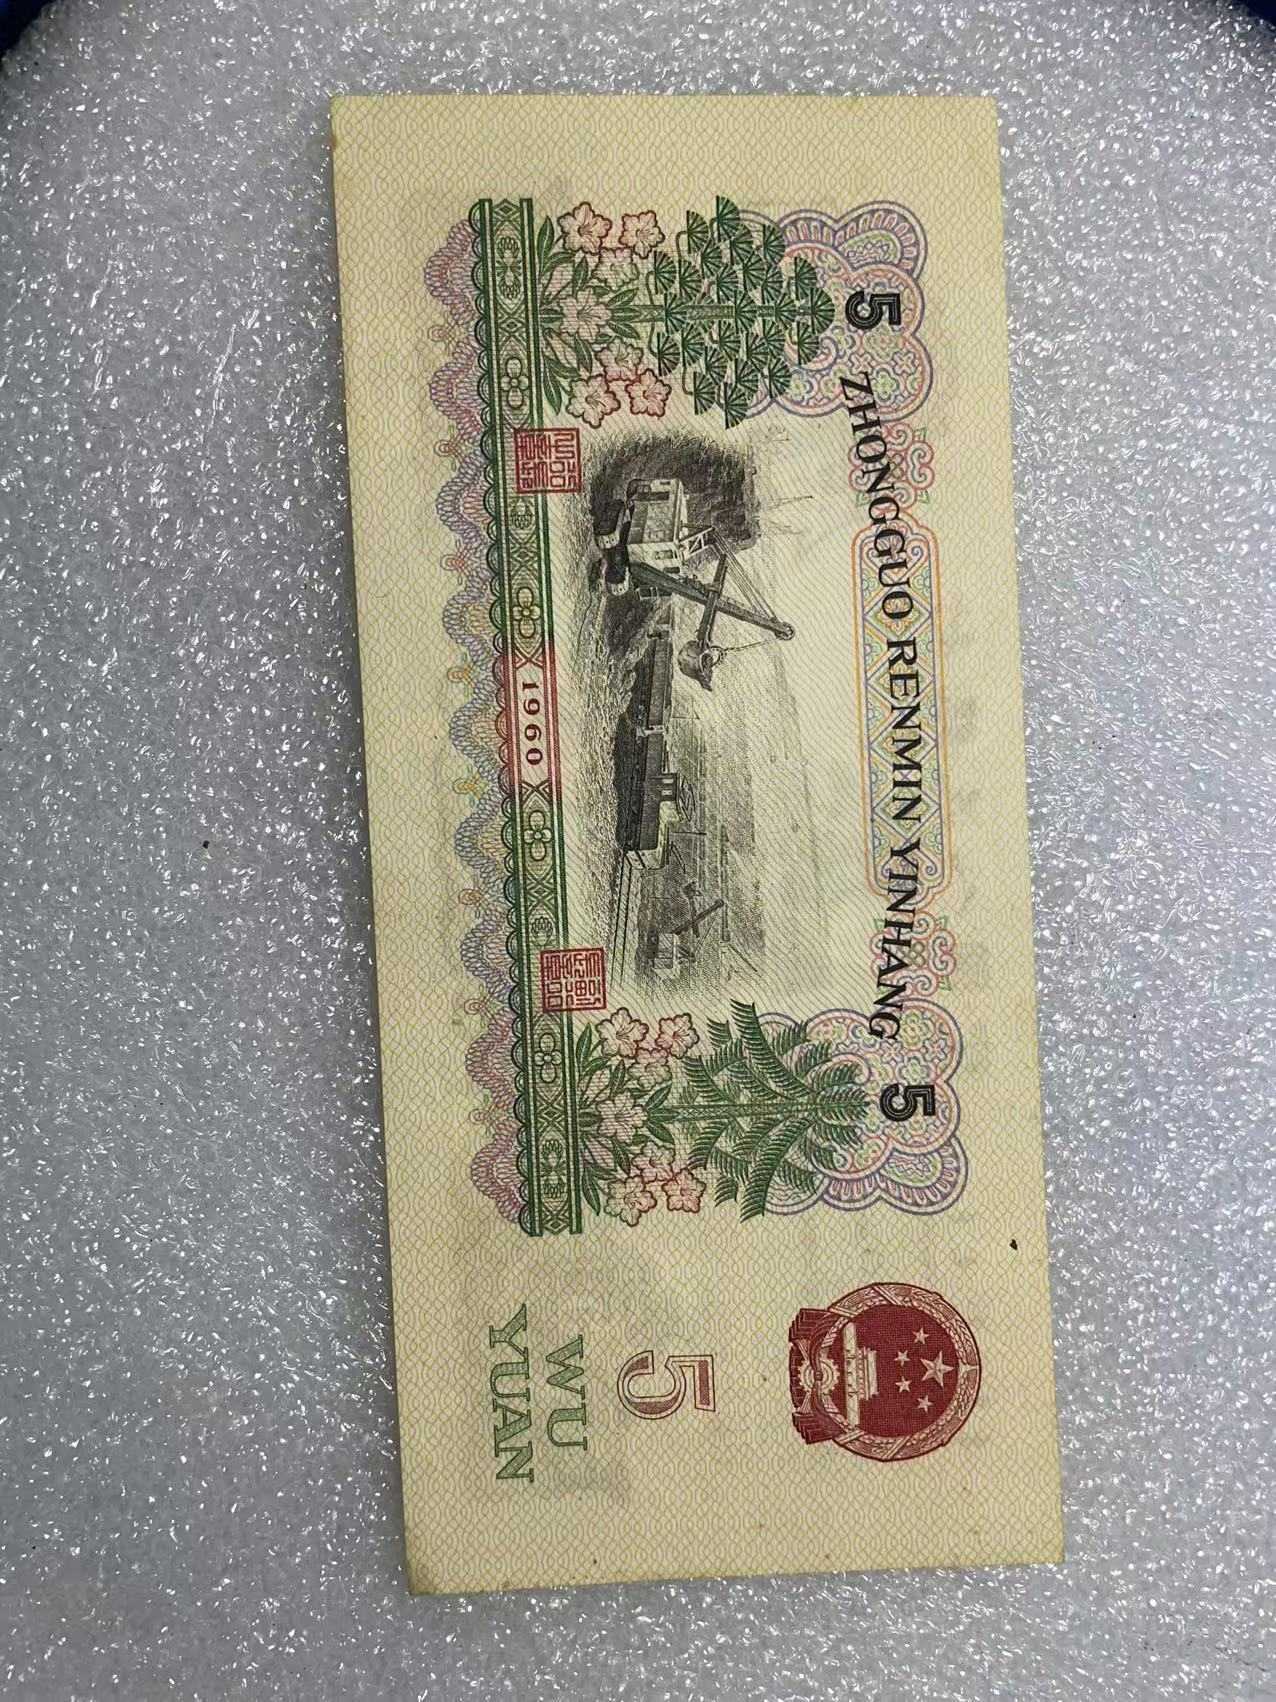 5 ZHONGGUO RENMIN YINHANG 5
1960
5
WU
YUAN